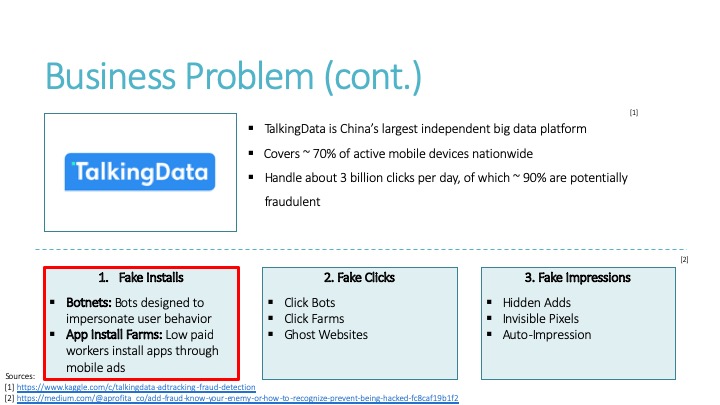 Business Problem (cont.)
[1]
TalkingData
▪ TalkingData is China's largest independent big data platform
▪ Covers ~ 70% of active mobile devices nationwide
▪ Handle about 3 billion clicks per day, of which ~ 90% are potentially
fraudulent
[2]
1. Fake Installs
▪ Botnets: Bots designed to
impersonate user behavior
▪ App Install Farms: Low paid
workers install apps through
mobile ads
2. Fake Clicks
▪ Click Bots
▪ Click Farms
▪ Ghost Websites
3. Fake Impressions
▪ Hidden Adds
▪ Invisible Pixels
▪ Auto-Impression
Sources:
[1] https://www.kaggle.com/c/talkingdata-adtracking-fraud-detection
[2] https://medium.com/@aprofita_co/add-fraud-know-your-enemy-or-how-to-recognize-prevent-being-hacked-fc8caf19b1f2